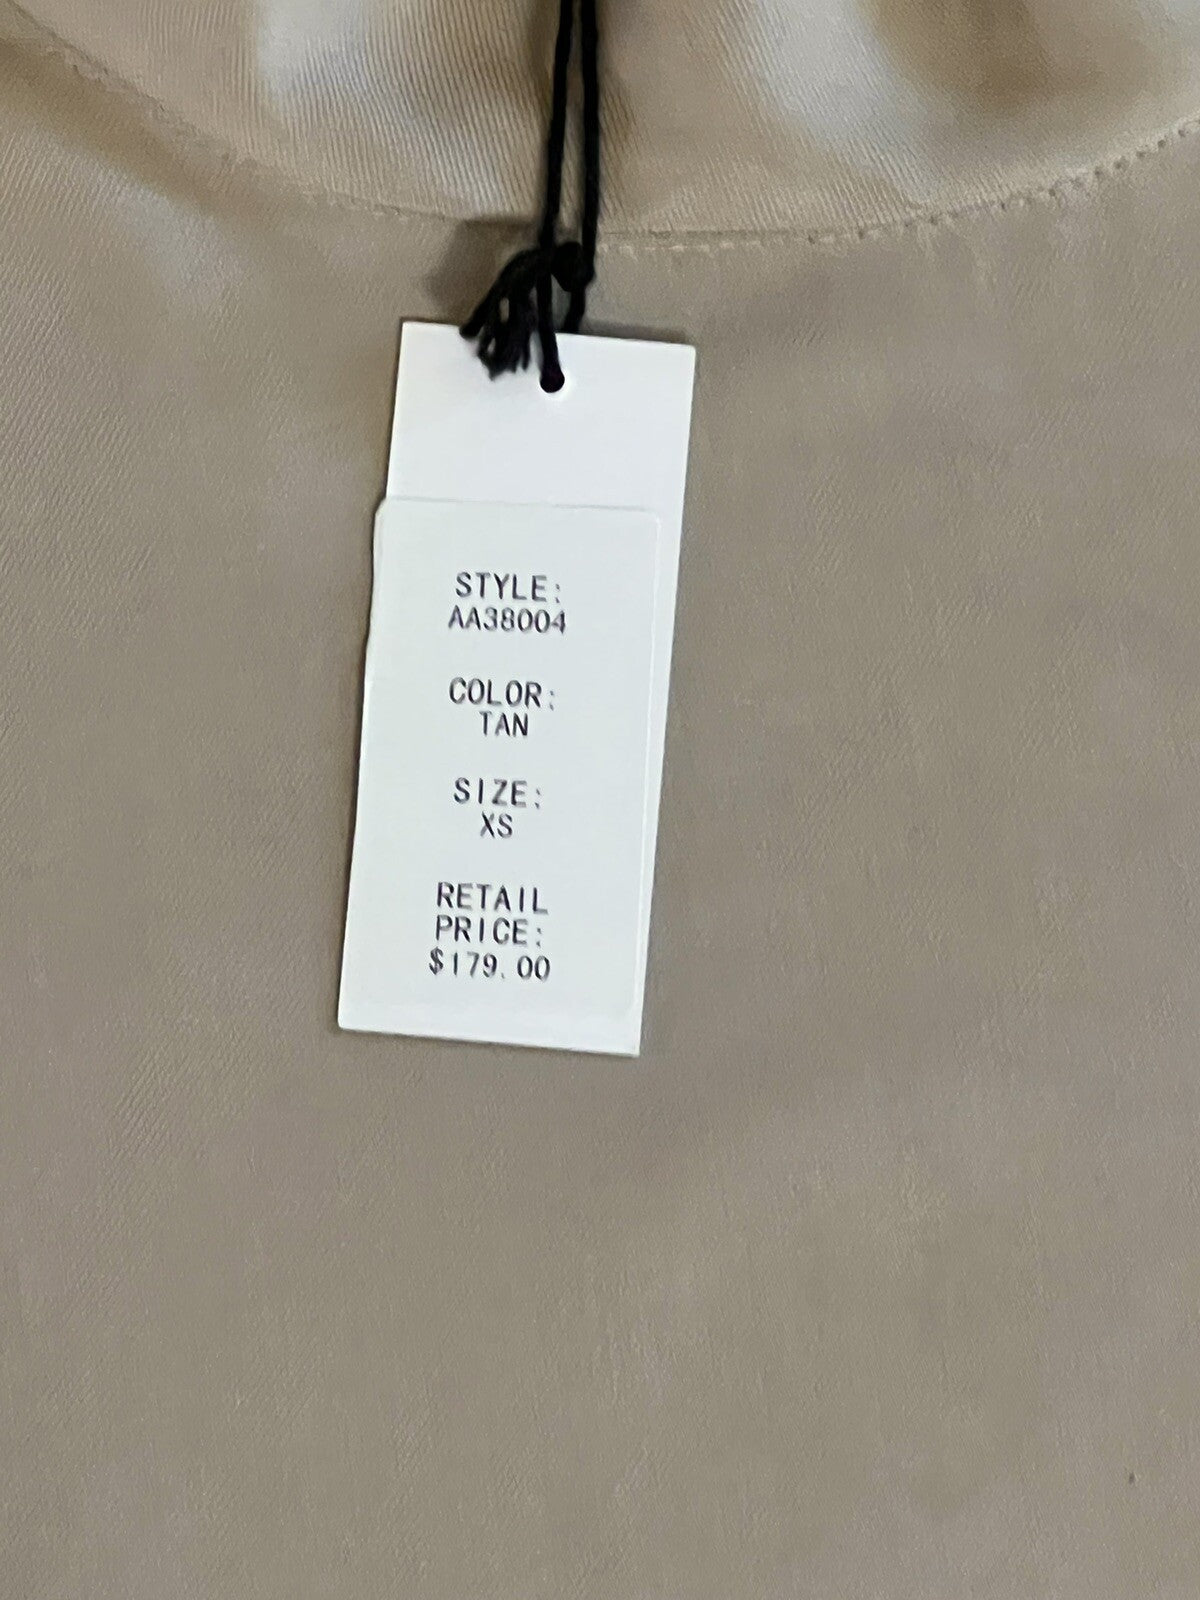 STYLE:
AA38004
COLOR:
TAN
SIZE:
XS
RETAIL
PRICE:
$179.00